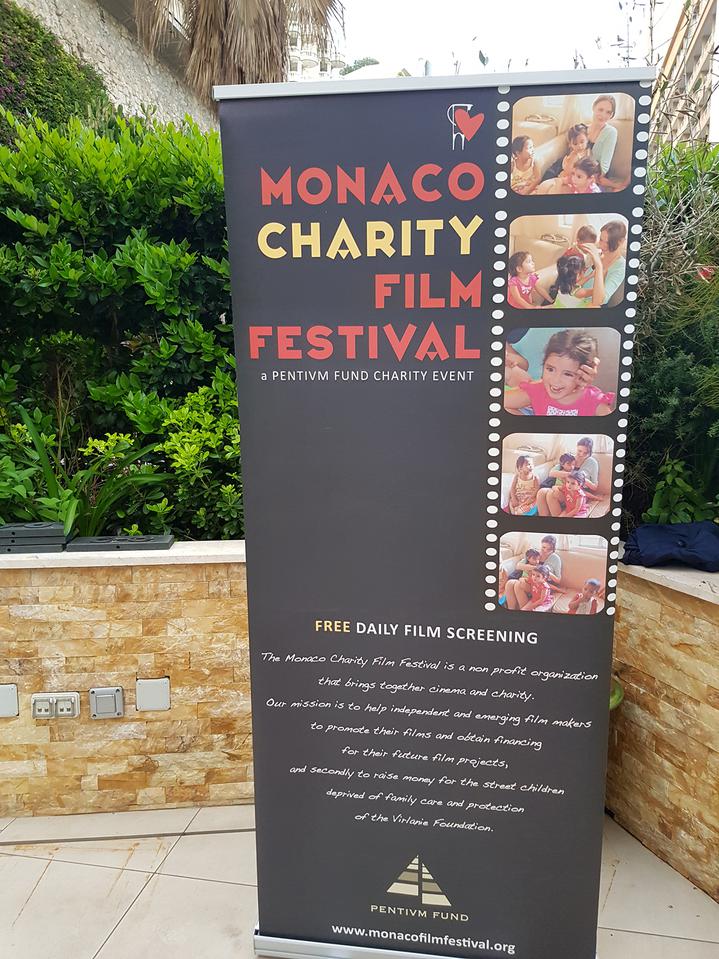 MONACO
CHARITY
FILM
FESTIVAL
a PENTIVM FUND CHARITY EVENT
FREE DAILY FILM SCREENING
The Monaco Charity Film Festival is a non profit organization
that brings together cinema and charity.
Our mission is to help independent and emerging film makers
to promote their films and obtain financing
for their future film projects,
and secondly to raise money for the street children
deprived of family care and protection
of the Virlanie Foundation.
PENTIVM FUND
www.monacofilmfestival.org